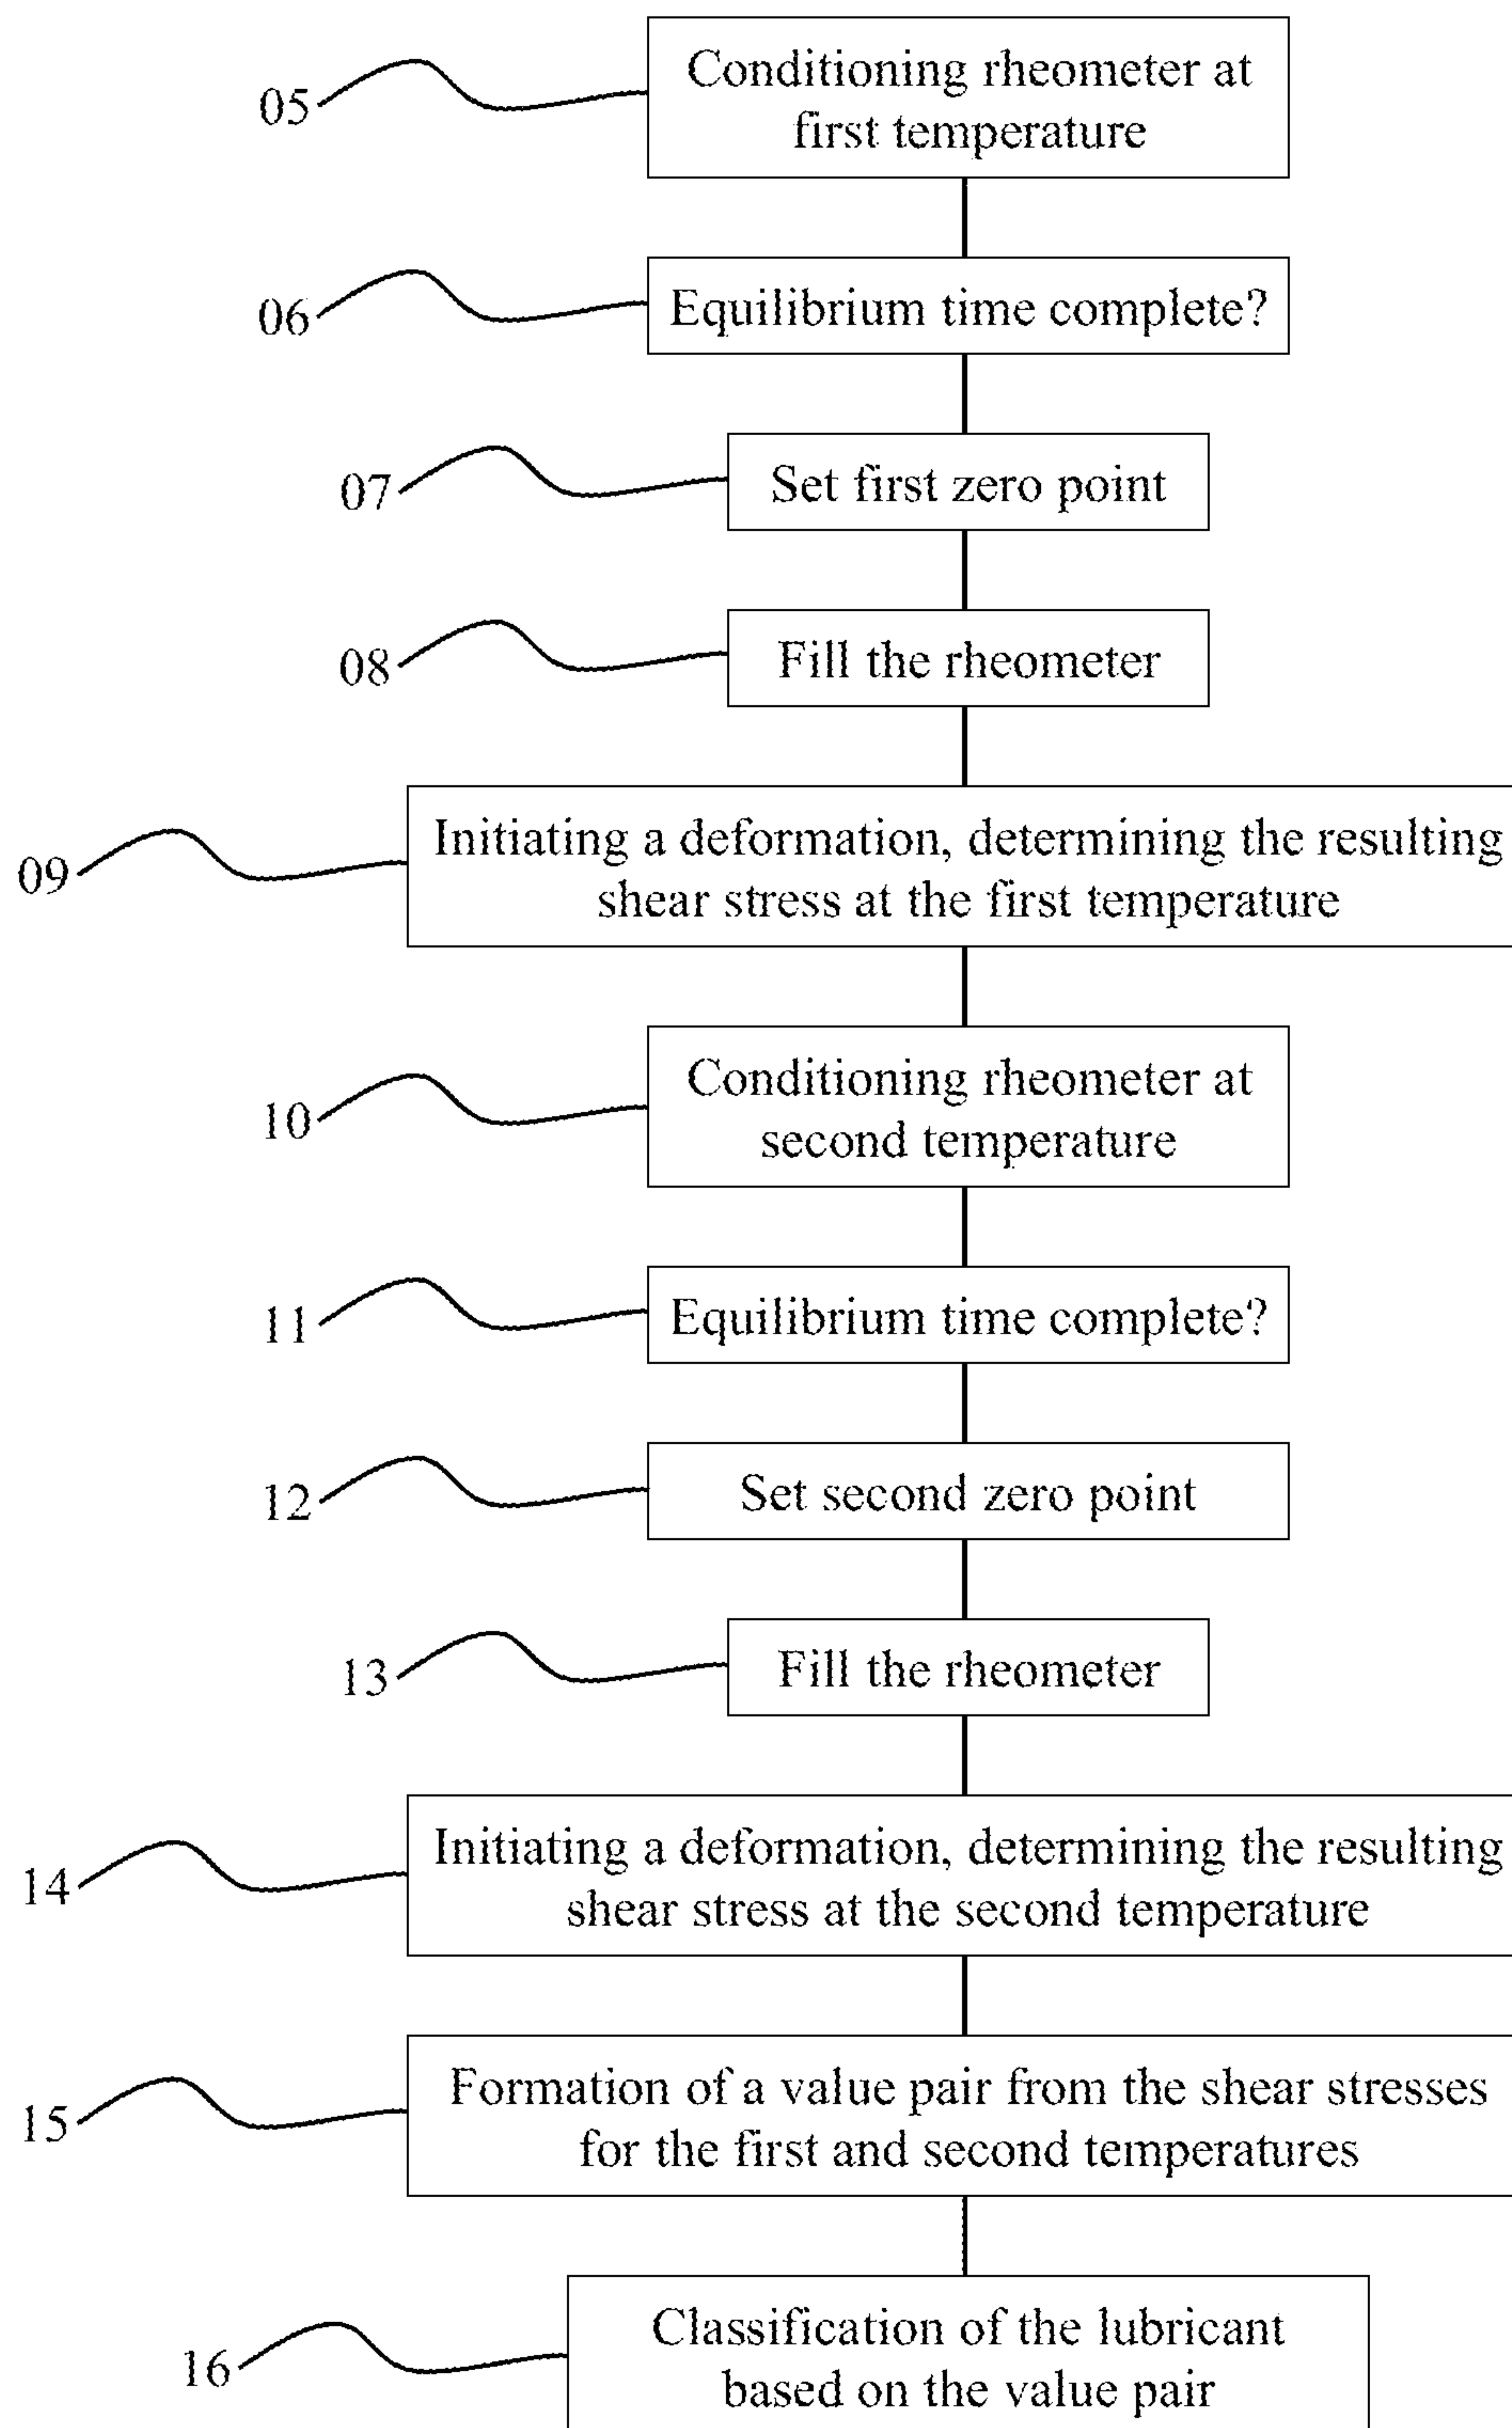 05
Conditioning rheometer at
first temperature
06
Equilibrium time complete?
07
Set first zero point
08
Fill the rheometer
09
Initiating a deformation, determining the resulting
shear stress at the first temperature
10
Conditioning rheometer at
second temperature
11
Equilibrium time complete?
12
Set second zero point
13
Fill the rheometer
14
Initiating a deformation, determining the resulting
shear stress at the second temperature
15
Formation of a value pair from the shear stresses
for the first and second temperatures
16
Classification of the lubricant
based on the value pair